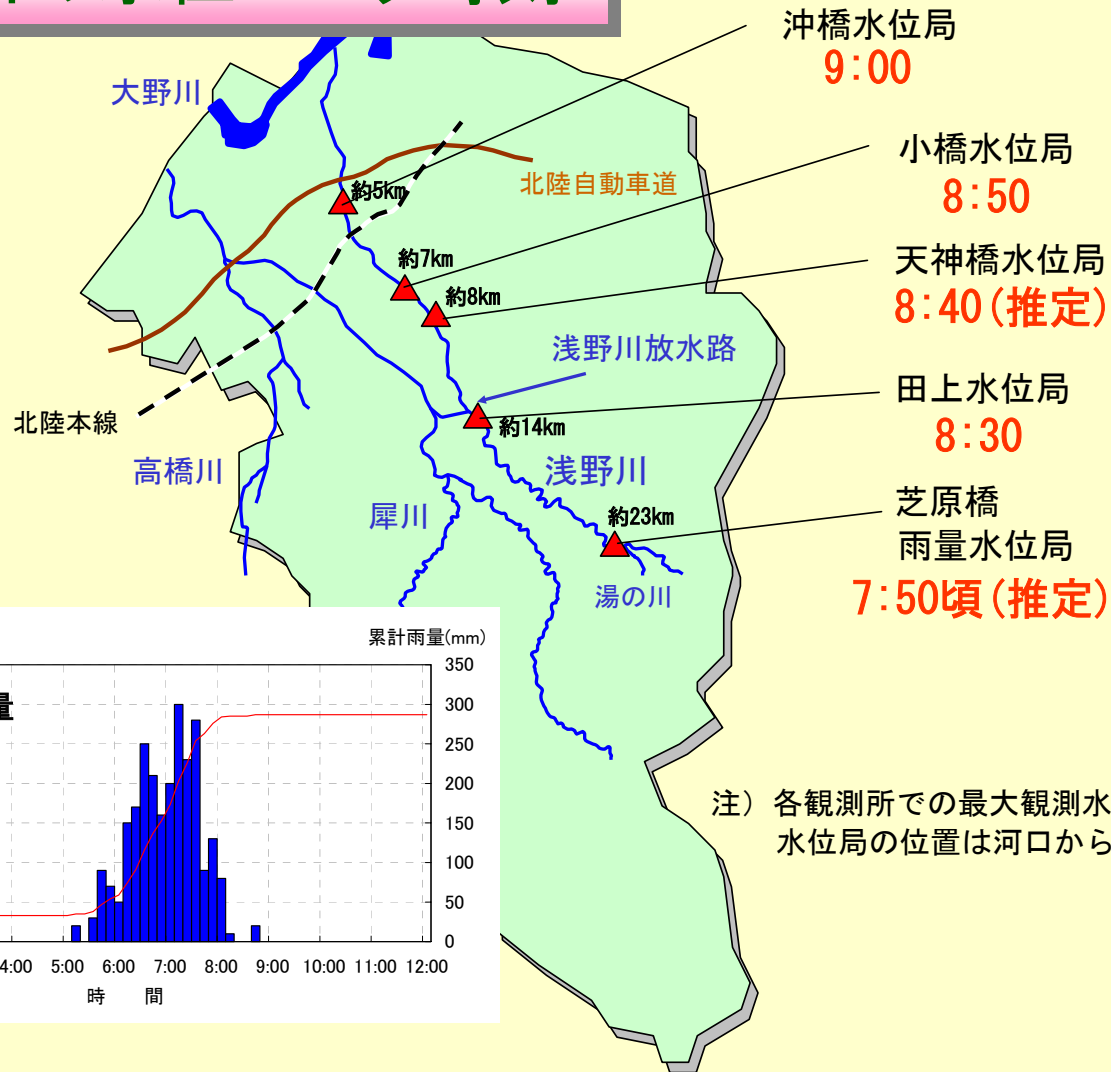 沖橋水位局
9:00
大野川
小橋水位局
8:50
北陸自動車道
約5km
天神橋水位局
8:40(推定)
約7km
約8km
浅野川放水路
田上水位局
8:30
北陸本線
約14km
高橋川
浅野川
犀川
芝原橋
雨量水位局
7:50頃(推定)
約23km
湯の川
累計雨量(mm)
量
350
300
250
200
150
100
50
0
4:00 5:00 6:00 7:00 8:00 9:00 10:00 11:00 12:00
時 間
注) 各観測所での最大観測水
水位局の位置は河口から